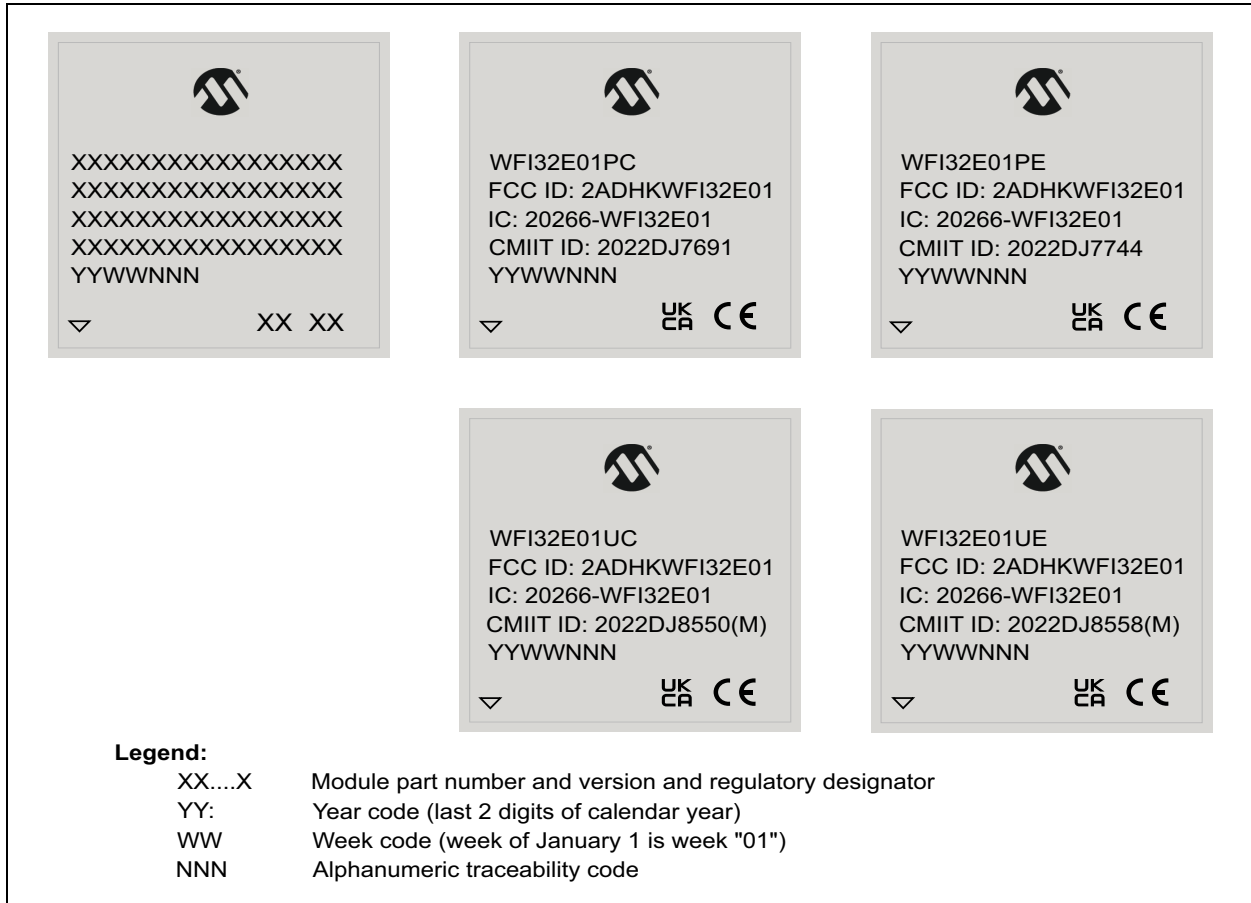 XXXXXXXXXXXXXXXXX
XXXXXXXXXXXXXXXXX
XXXXXXXXXXXXXXXXX
XXXXXXXXXXXXXXXXX
YYWWNNN
XX XX
WFI32E01PC
FCC ID: 2ADHKWFI32E01
IC: 20266-WFI32E01
CMIIT ID: 2022DJ7691
YYWWNNN
UK CA CE
WFI32E01PE
FCC ID: 2ADHKWFI32E01
IC: 20266-WFI32E01
CMIIT ID: 2022DJ7744
YYWWNNN
UK CA CE
WFI32E01UC
FCC ID: 2ADHKWFI32E01
IC: 20266-WFI32E01
CMIIT ID: 2022DJ8550(M)
YYWWNNN
UK CA CE
WFI32E01UE
FCC ID: 2ADHKWFI32E01
IC: 20266-WFI32E01
CMIIT ID: 2022DJ8558(M)
YYWWNNN
UK CA CE
Legend:
XX....X Module part number and version and regulatory designator
YY: Year code (last 2 digits of calendar year)
WW Week code (week of January 1 is week "01")
NNN Alphanumeric traceability code